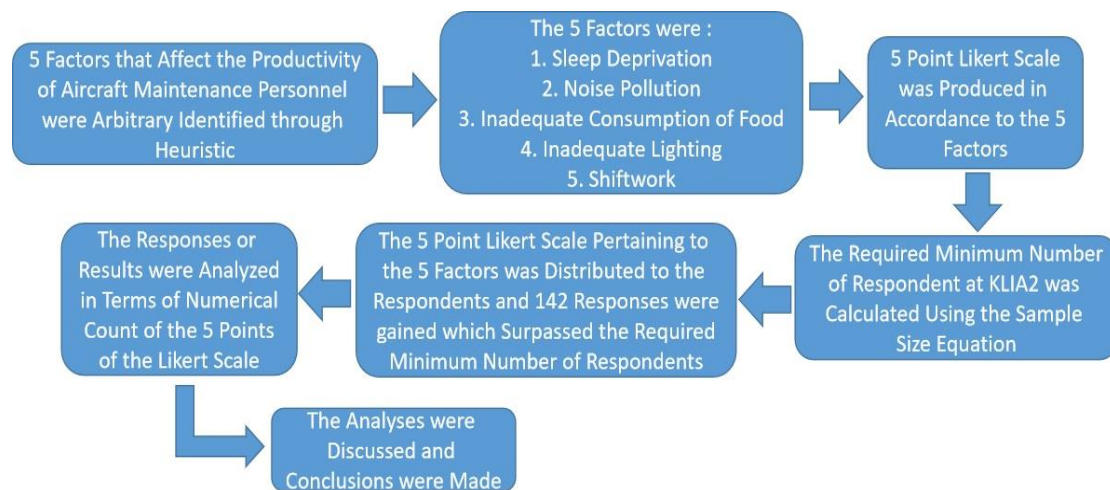 5 Factors that Affect the Productivity
of Aircraft Maintenance Personnel
were Arbitrary Identified through
Heuristic
The 5 Factors were :
1. Sleep Deprivation
2. Noise Pollution
3. Inadequate Consumption of Food
4. Inadequate Lighting
5. Shiftwork
5 Point Likert Scale
was Produced in
Accordance to the 5
Factors
The Required Minimum Number
of Respondent at KLIA2 was
Calculated Using the Sample
Size Equation
The 5 Point Likert Scale Pertaining to
the 5 Factors was Distributed to the
Respondents and 142 Responses were
gained which Surpassed the Required
Minimum Number of Respondents
The Responses or
Results were Analyzed
in Terms of Numerical
Count of the 5 Points
of the Likert Scale
The Analyses were
Discussed and
Conclusions were Made